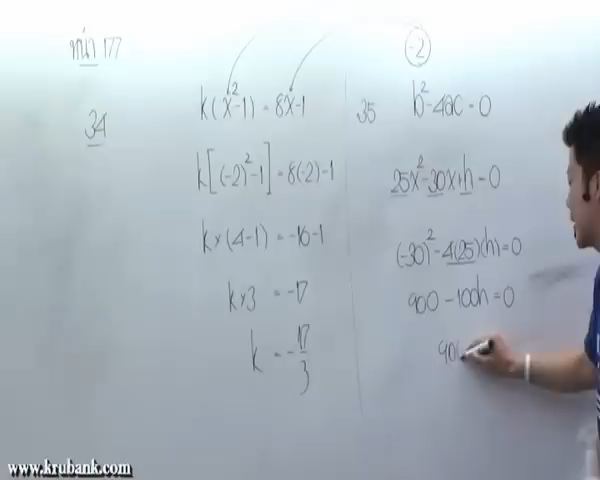 หน้า 177
34
k(x²-1) = 8x-1
k[(-2)²-1] = 8(-2)-1
k×(4-1) = -16-1
k×3 = -17
k = -17/3
-2
35
b²-4ac = 0
25x²-30x+h = 0
(-30)²-4(25)(h) = 0
900 - 100h = 0
900
www.krubank.com